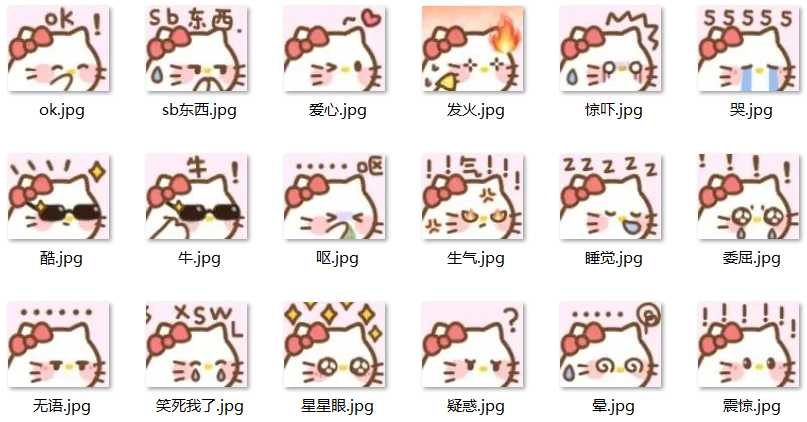 OK !
sb东西.
55555
ok.jpg
sb东西.jpg
爱心.jpg
发火.jpg
惊吓.jpg
哭.jpg
牛 !
·····呕
!!气!!!
ZZZZZ
! ! ! !
酷.jpg
牛.jpg
呕.jpg
生气.jpg
睡觉.jpg
委屈.jpg
······
XSWL
?
·····
! ! ! ! ! !
无语.jpg
笑死我了.jpg
星星眼.jpg
疑惑.jpg
晕.jpg
震惊.jpg